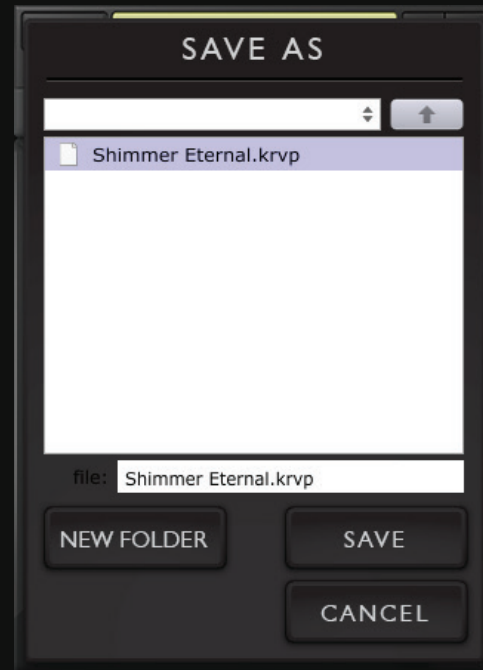 SAVE AS
Shimmer Eternal.krvp
file: Shimmer Eternal.krvp
NEW FOLDER
SAVE
CANCEL